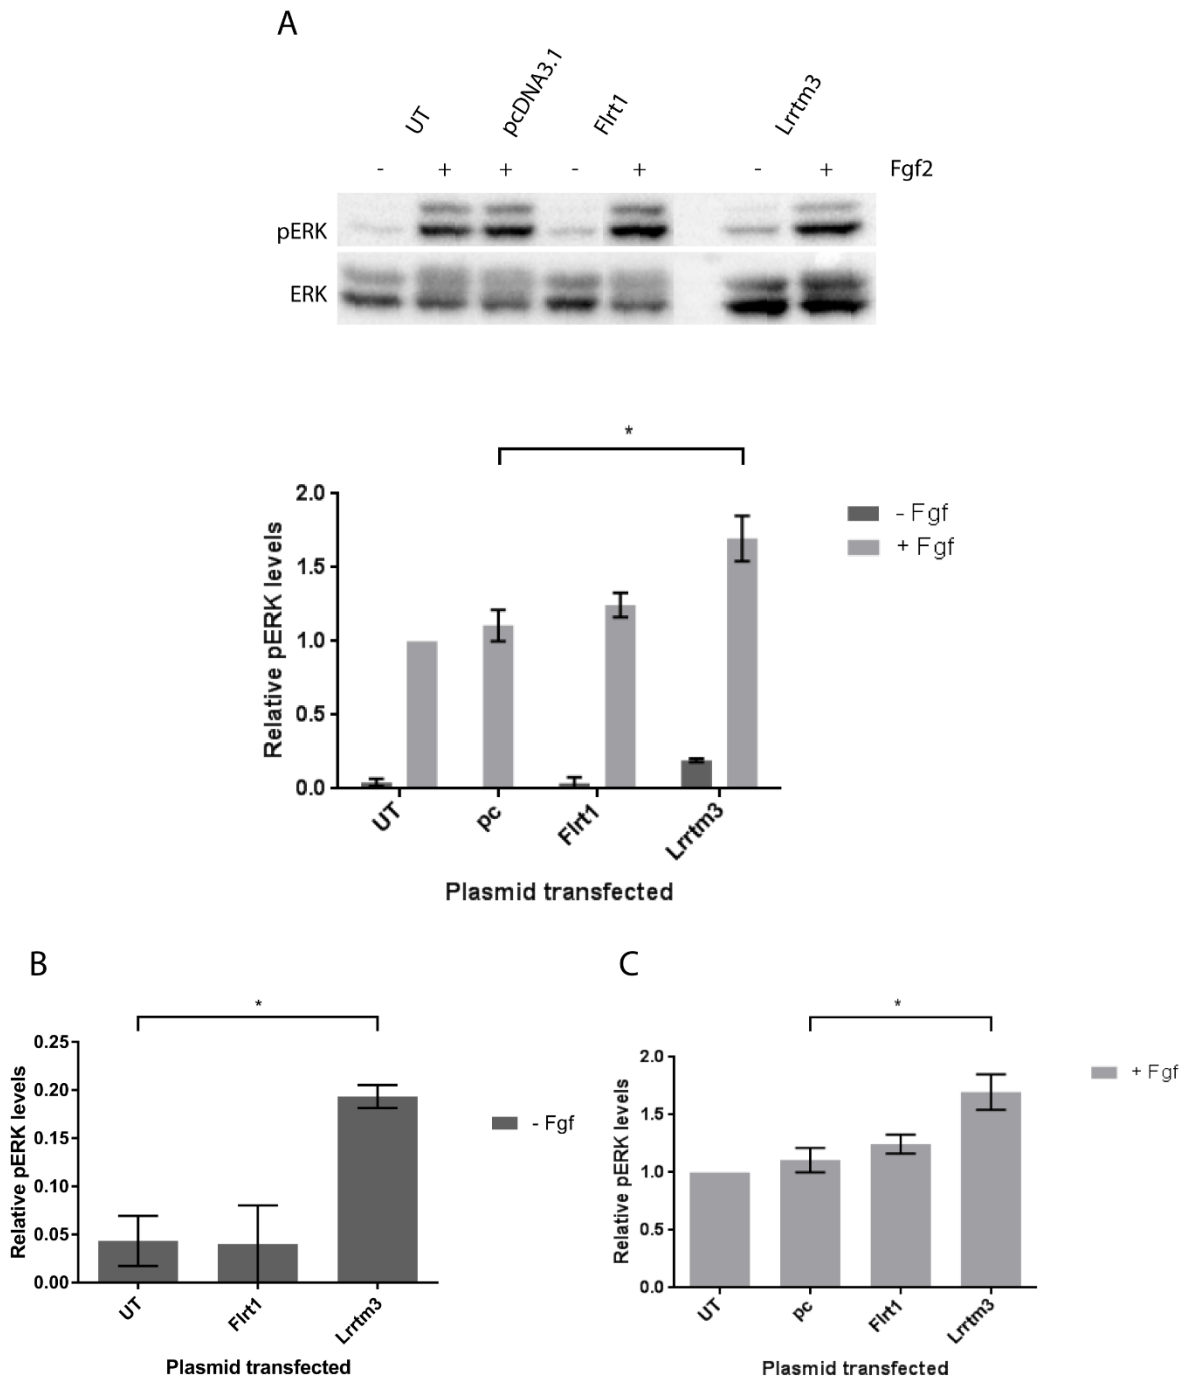 A
UT
pcDNA3.1
Flrt1
Lrrtm3
- + + - + - + Fgf2
pERK
ERK
*
2.0
1.5
1.0
0.5
0.0
Relative pERK levels
- Fgf
+ Fgf
UT
pc
Flrt1
Lrrtm3
Plasmid transfected
B
*
0.25
0.20
0.15
0.10
0.05
0.00
Relative pERK levels
- Fgf
UT
Flrt1
Lrrtm3
Plasmid transfected
C
*
2.0
1.5
1.0
0.5
0.0
Relative pERK levels
+ Fgf
UT
pc
Flrt1
Lrrtm3
Plasmid transfected